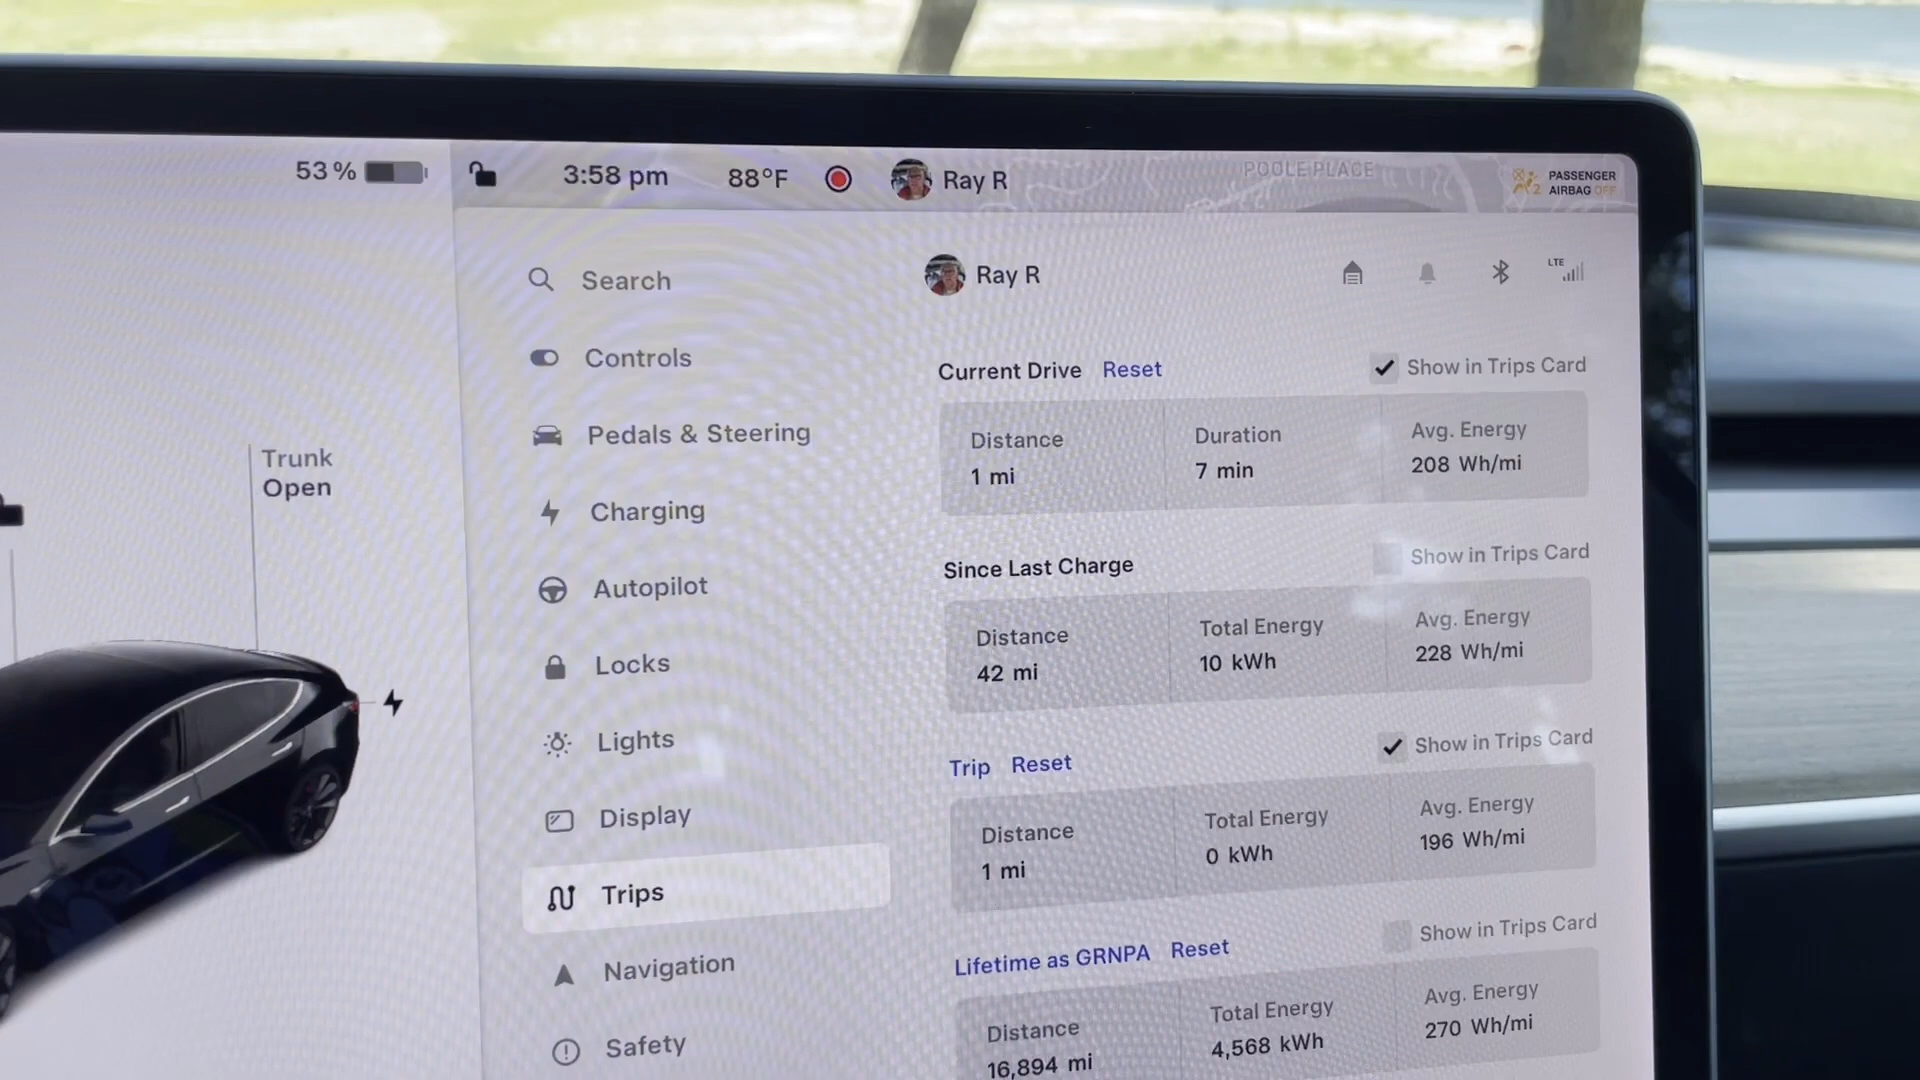 53 %
3:58 pm
88°F
Ray R
POOLE PLACE
PASSENGER
AIRBAG OFF
2
Trunk
Open
Search
Controls
Pedals & Steering
Charging
Autopilot
Locks
Lights
Display
Trips
Navigation
Safety
Ray R
LTE
Current Drive Reset
Show in Trips Card
Distance
1 mi
Duration
7 min
Avg. Energy
208 Wh/mi
Since Last Charge
Show in Trips Card
Distance
42 mi
Total Energy
10 kWh
Avg. Energy
228 Wh/mi
Trip Reset
Show in Trips Card
Distance
1 mi
Total Energy
0 kWh
Avg. Energy
196 Wh/mi
Lifetime as GRNPA Reset
Show in Trips Card
Distance
16,894 mi
Total Energy
4,568 kWh
Avg. Energy
270 Wh/mi